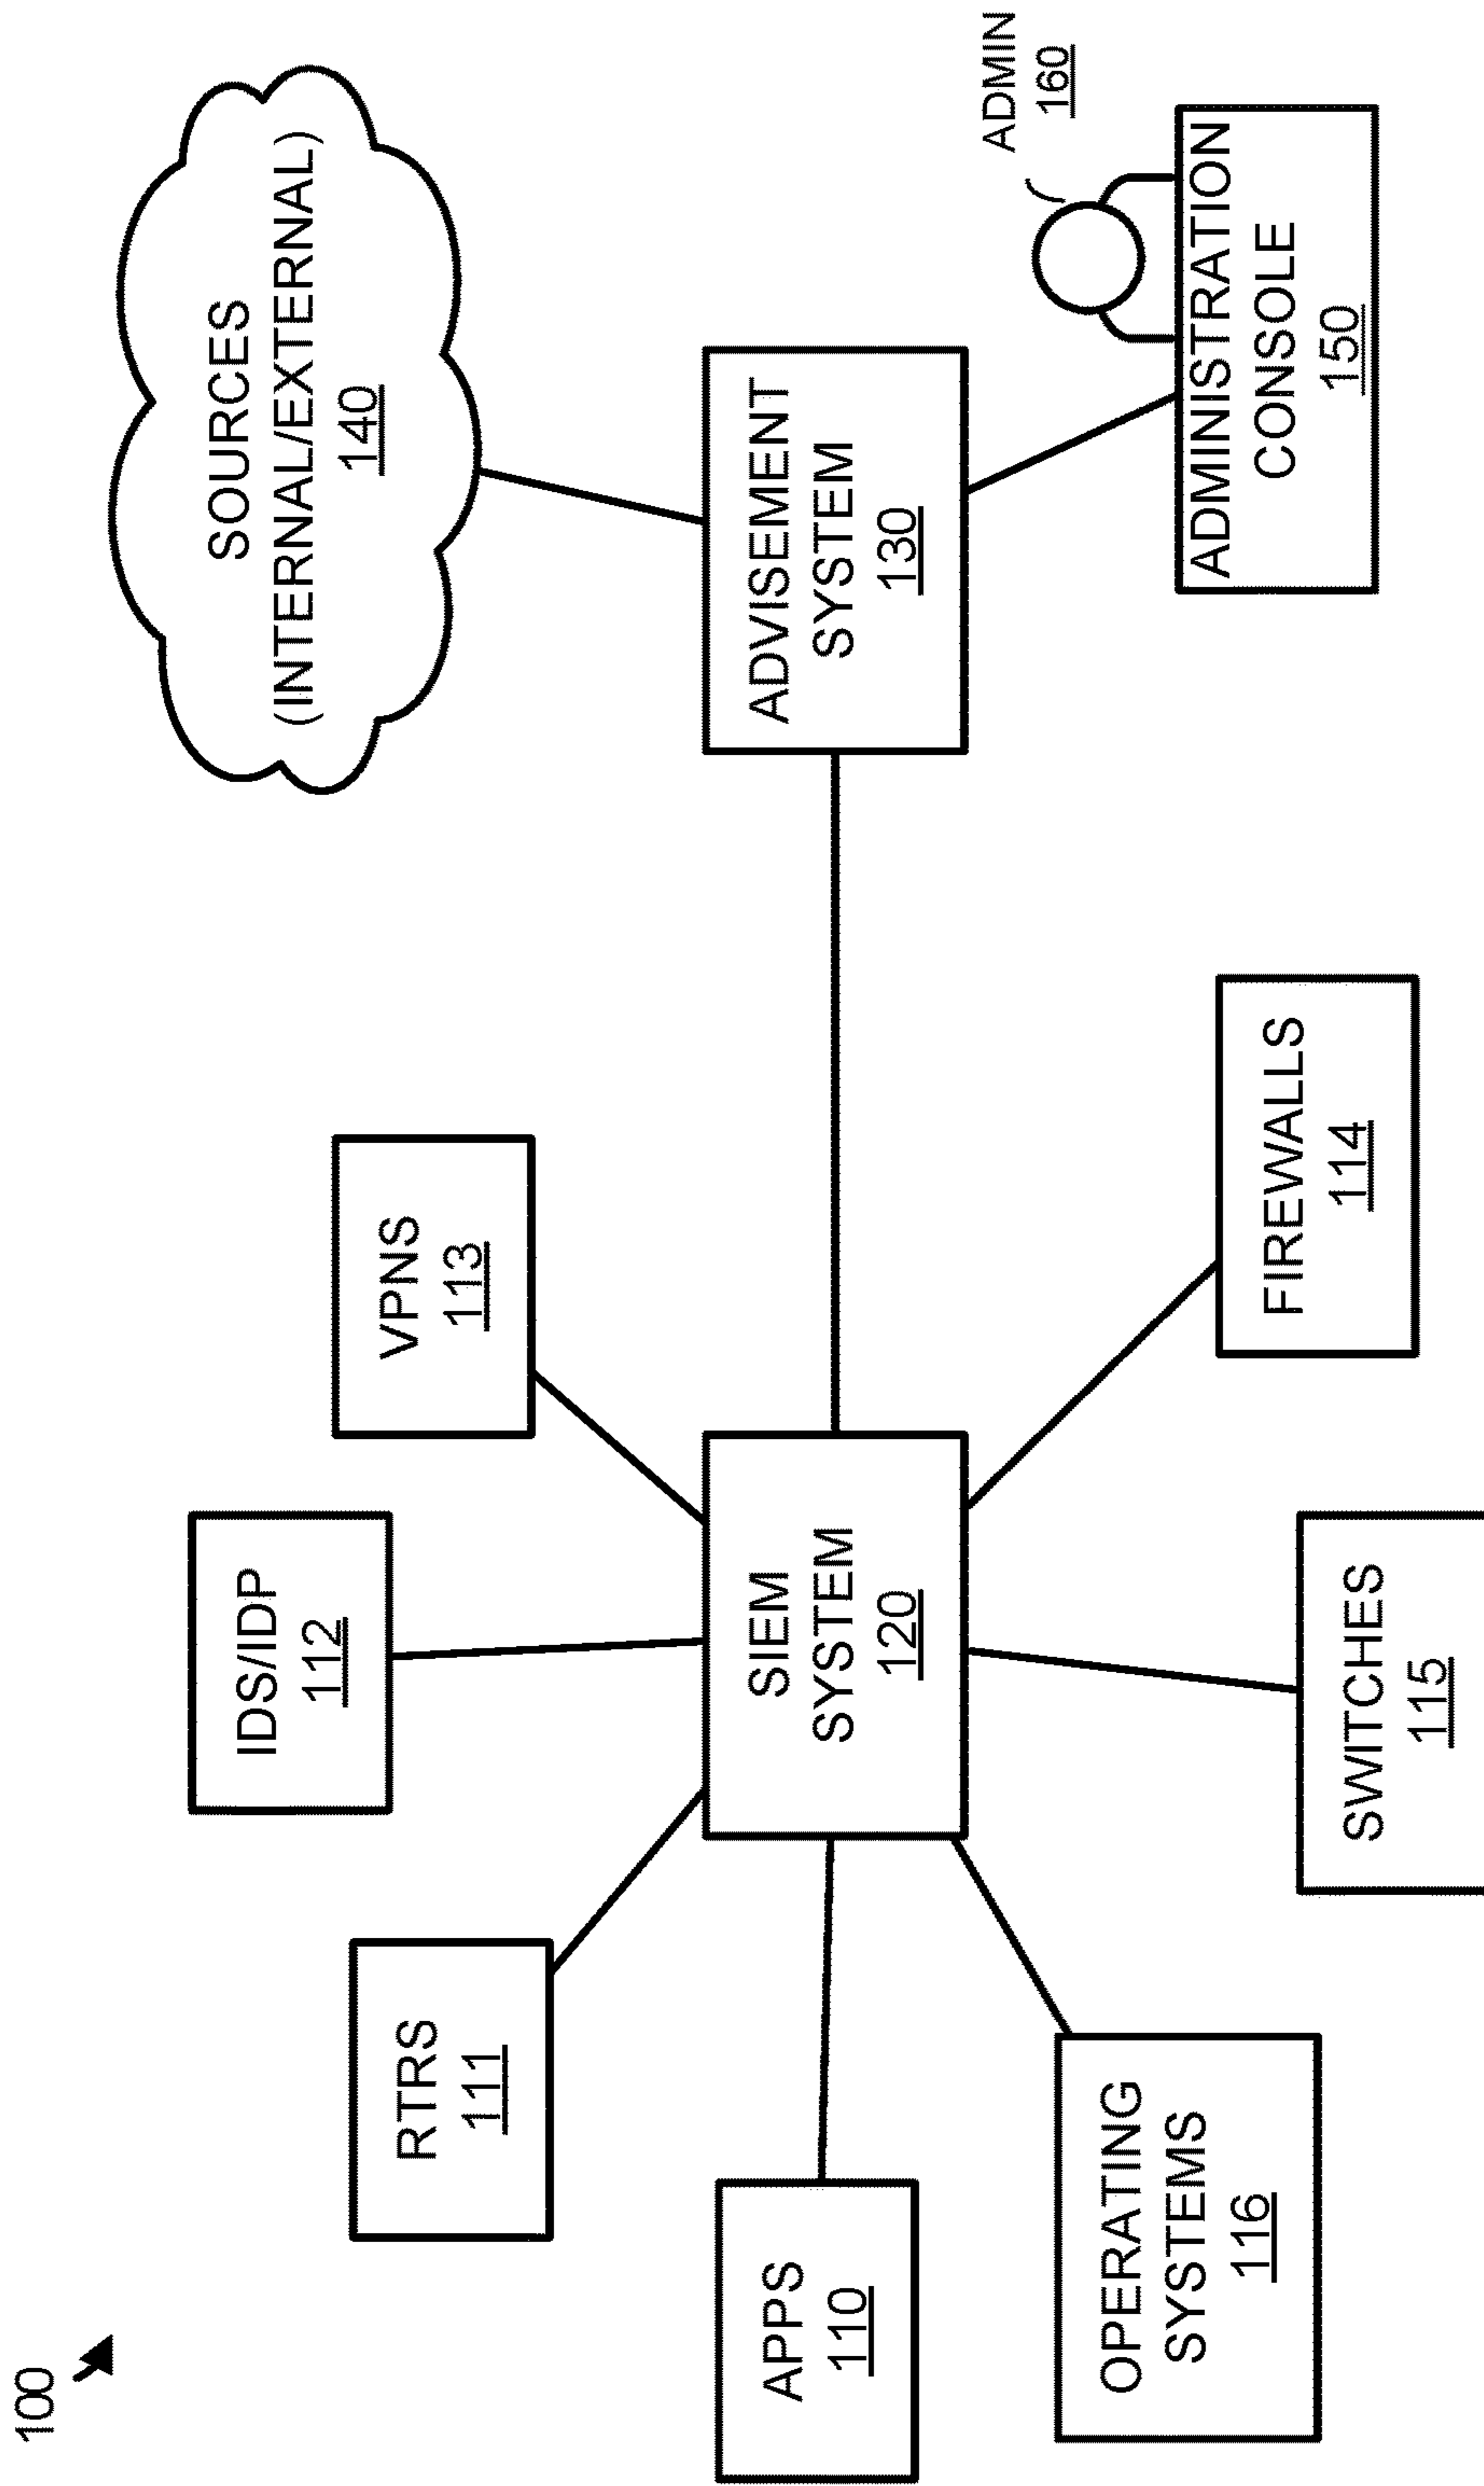 100
SOURCES
(INTERNAL/EXTERNAL)
140
IDS/IDP
112
VPNS
113
RTRS
111
APPS
110
SIEM
SYSTEM
120
ADVISEMENT
SYSTEM
130
ADMIN
160
ADMINISTRATION
CONSOLE
150
OPERATING
SYSTEMS
116
SWITCHES
115
FIREWALLS
114